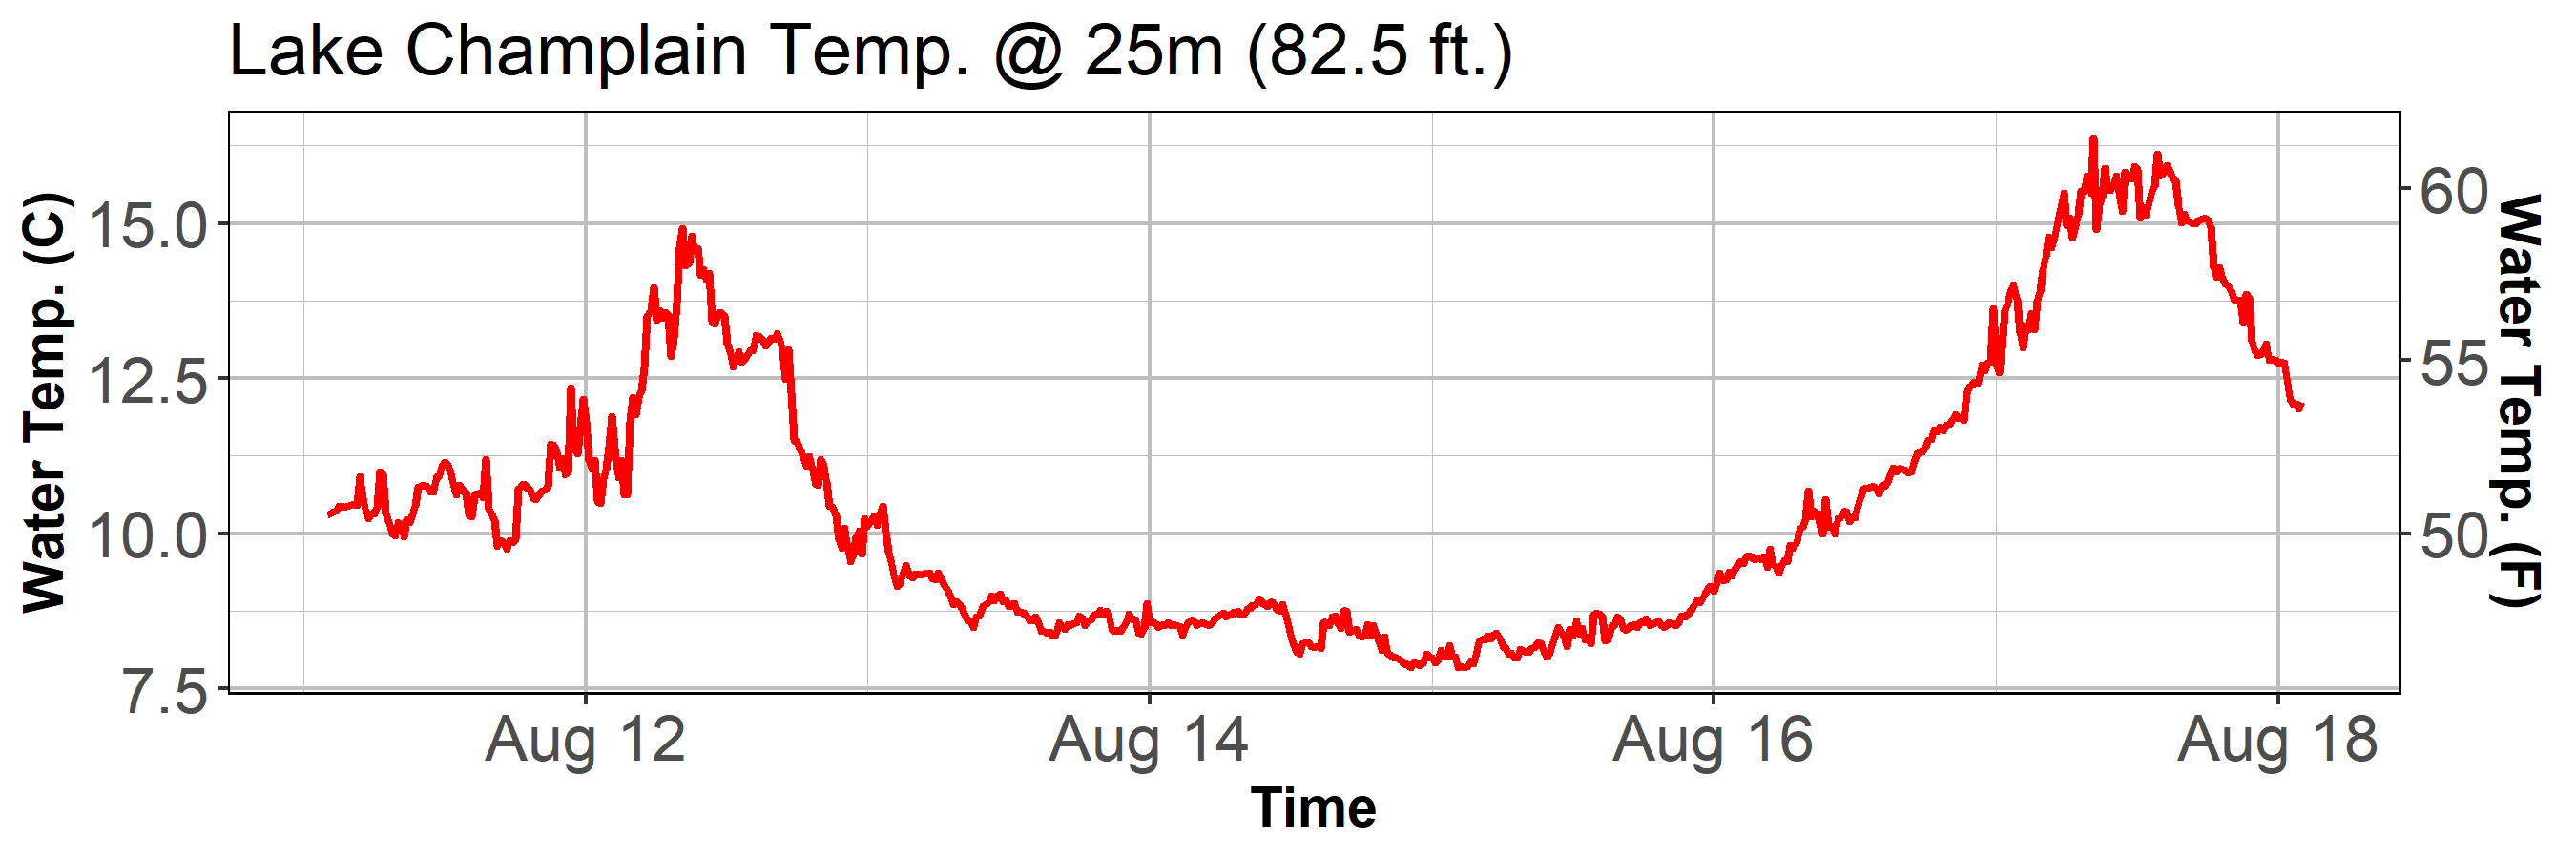 Lake Champlain Temp. @ 25m (82.5 ft.)
Water Temp. (C)
15.0
12.5
10.0
7.5
60
55
50
Water Temp. (F)
Aug 12 Aug 14 Aug 16 Aug 18
Time